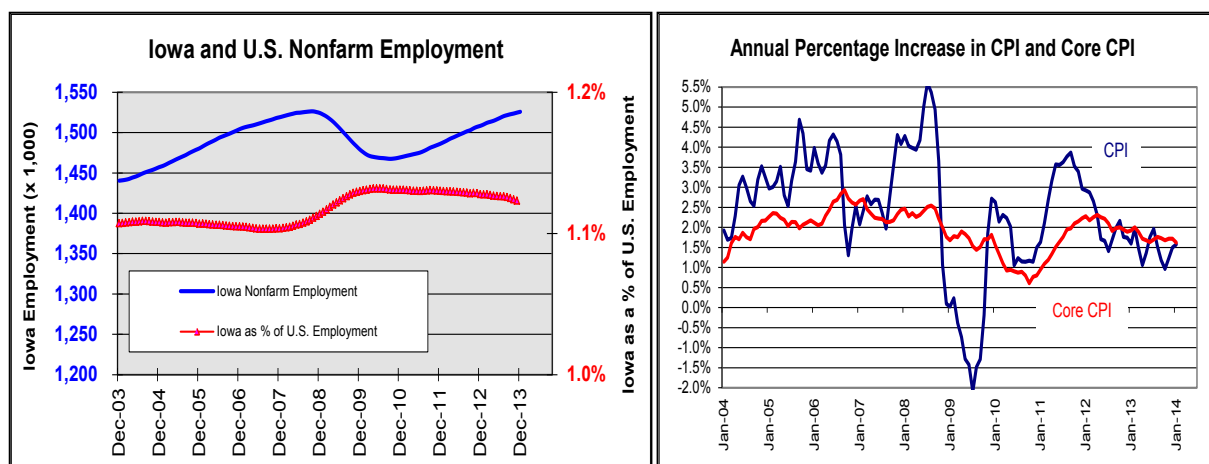 Iowa and U.S. Nonfarm Employment
Iowa Employment (x 1,000)
1,550
1,500
1,450
1,400
1,350
1,300
1,250
1,200
1.2%
1.1%
1.0%
Iowa as a % of U.S. Employment
Iowa Nonfarm Employment
Iowa as % of U.S. Employment
Dec-03
Dec-04
Dec-05
Dec-06
Dec-07
Dec-08
Dec-09
Dec-10
Dec-11
Dec-12
Dec-13
Annual Percentage Increase in CPI and Core CPI
5.5%
5.0%
4.5%
4.0%
3.5%
3.0%
2.5%
2.0%
1.5%
1.0%
0.5%
0.0%
-0.5%
-1.0%
-1.5%
-2.0%
CPI
Core CPI
Jan-04
Jan-05
Jan-06
Jan-07
Jan-08
Jan-09
Jan-10
Jan-11
Jan-12
Jan-13
Jan-14